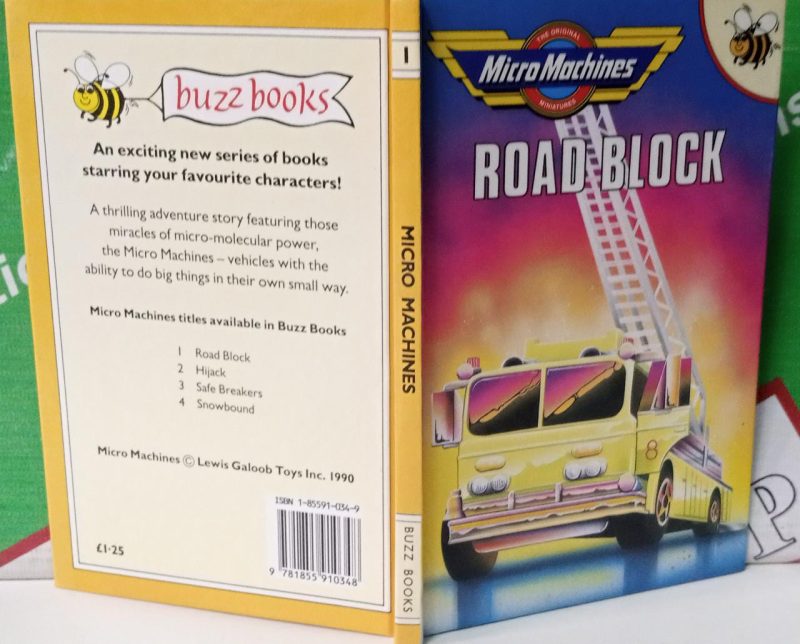 buzz books
An exciting new series of books
starring your favourite characters!
A thrilling adventure story featuring those
miracles of micro-molecular power,
the Micro Machines – vehicles with the
ability to do big things in their own small way.
Micro Machines titles available in Buzz Books
1 Road Block
2 Hijack
3 Safe Breakers
4 Snowbound
Micro Machines © Lewis Galoob Toys Inc. 1990
ISBN 1-85591-034-9
£1·25
9 781855 910348
1
MICRO MACHINES
BUZZ BOOKS
THE ORIGINAL
Micro Machines
MINIATURES
ROAD BLOCK
8
P